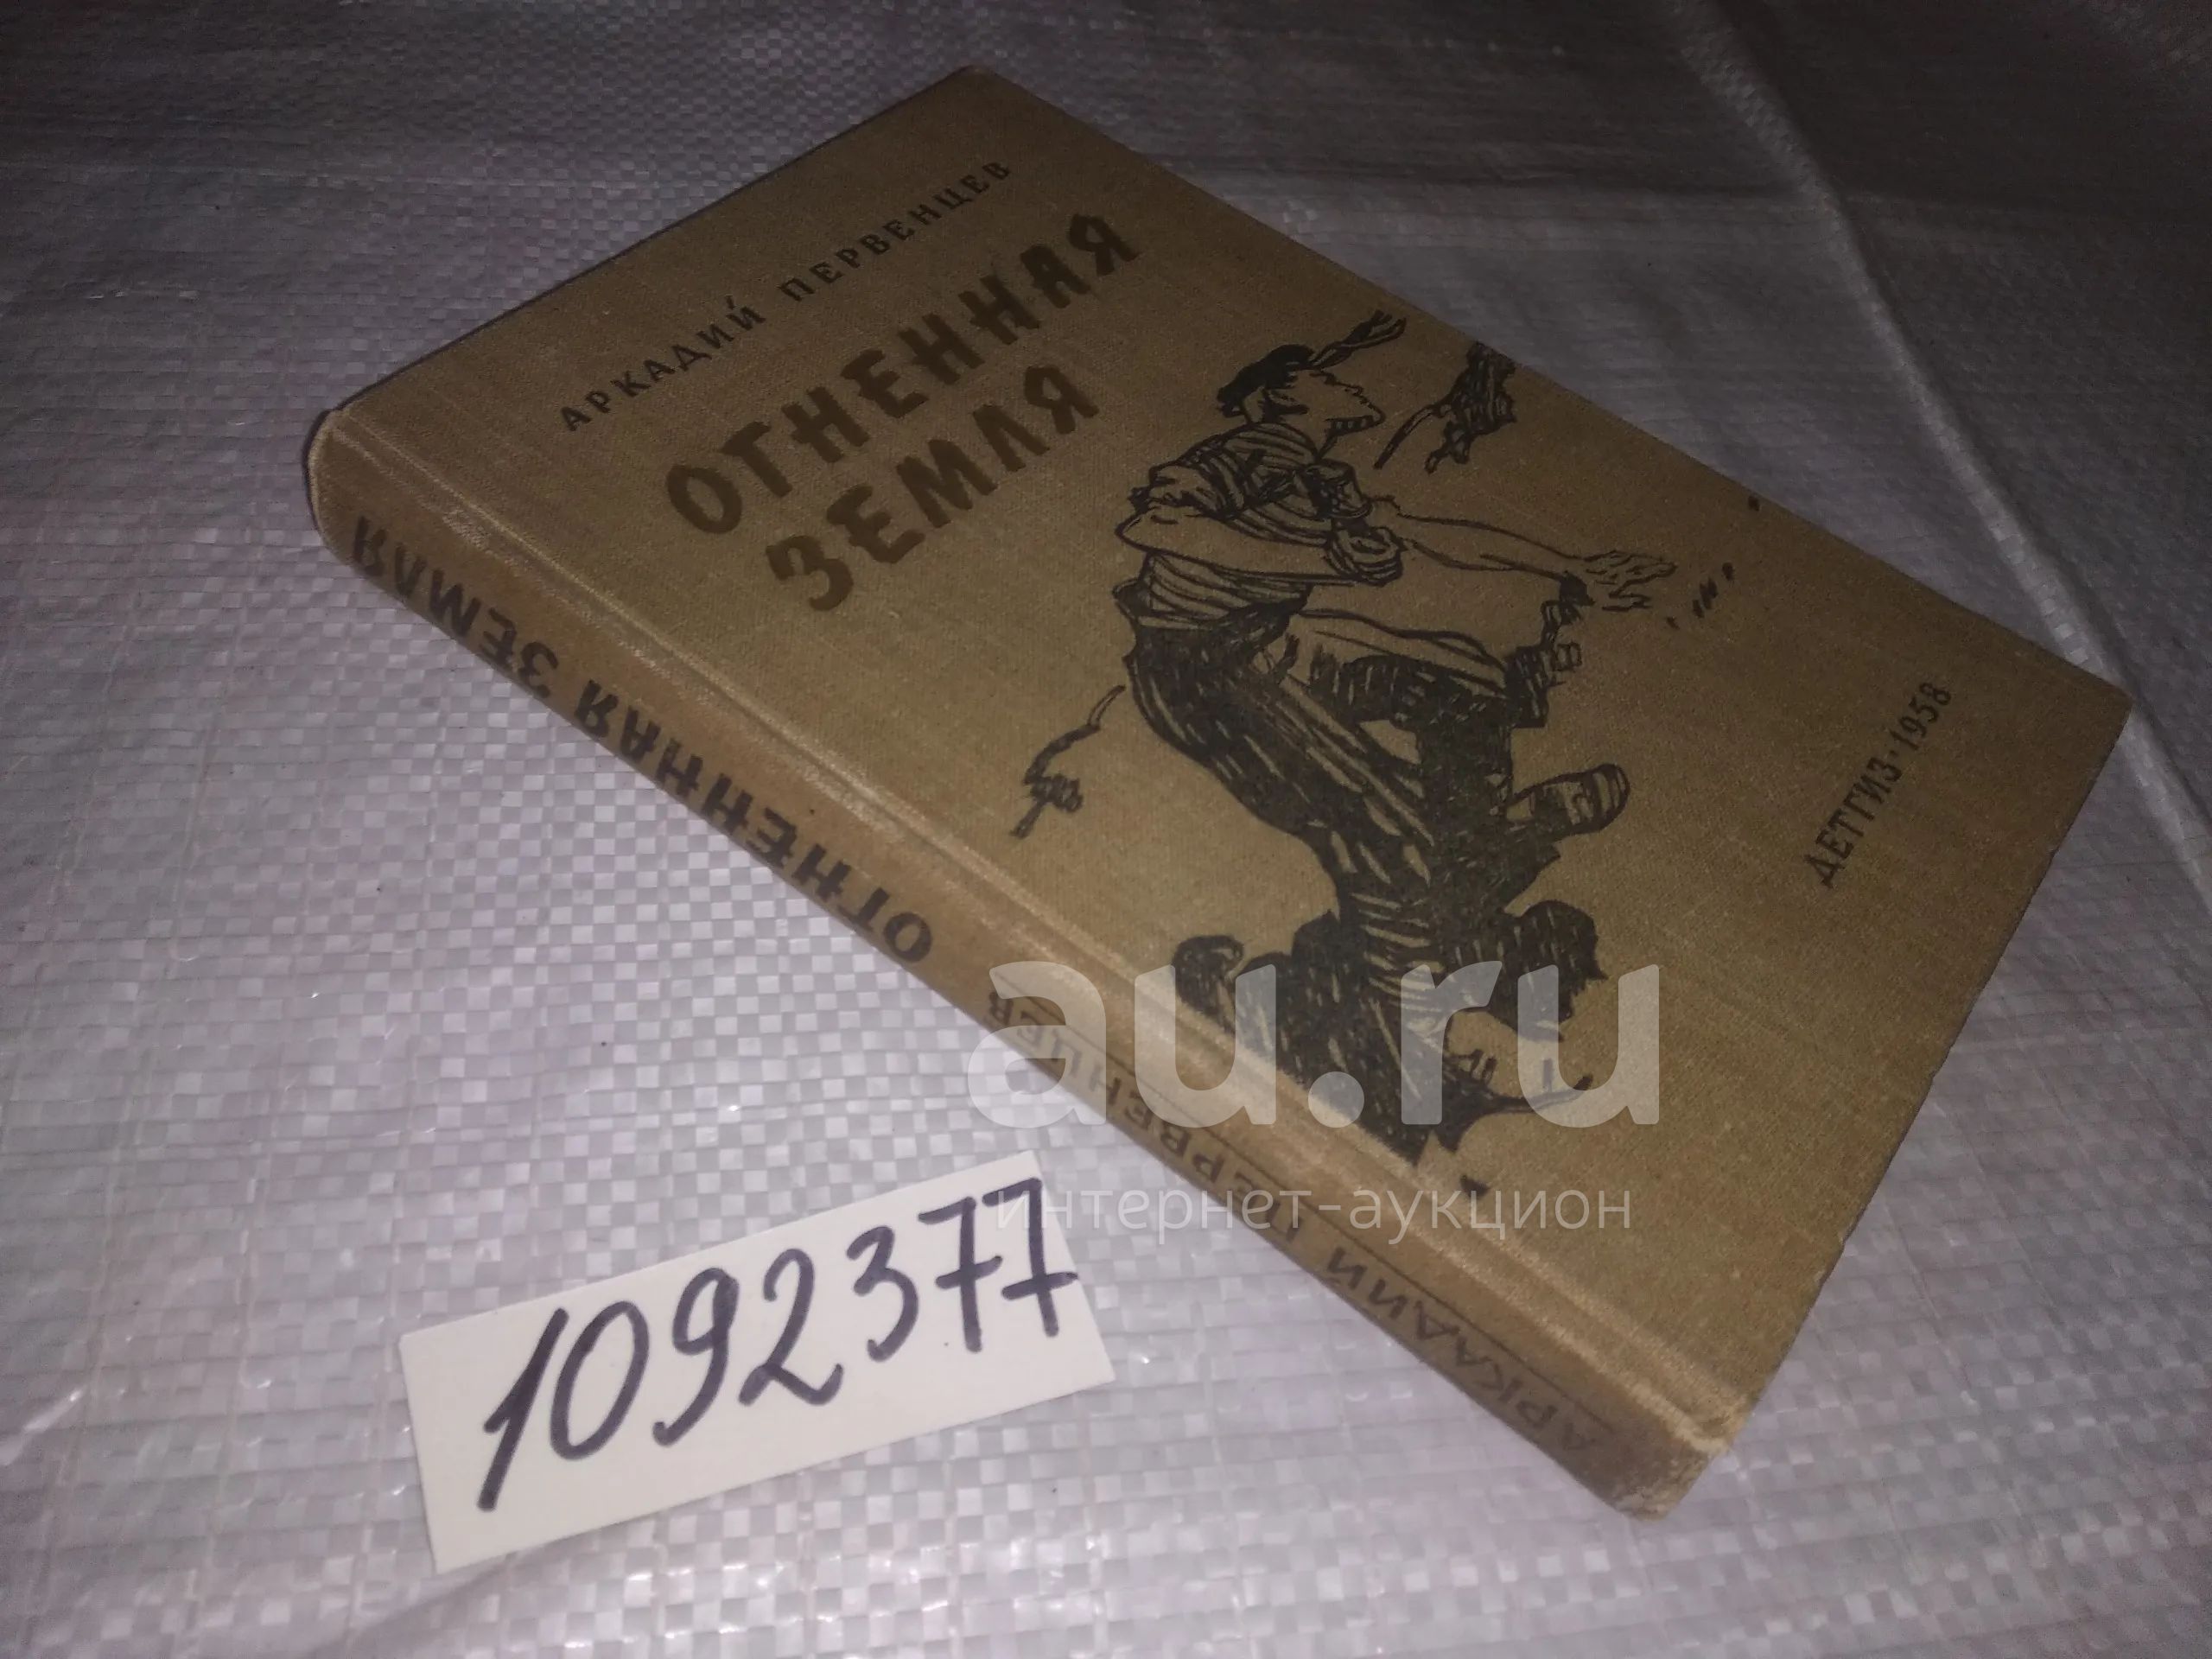 АРКАДИЙ ПЕРВЕНЦЕВ
ОГНЕННАЯ
ЗЕМЛЯ
ДЕТГИЗ·1958
АРКАДИЙ ПЕРВЕНЦЕВ ОГНЕННАЯ ЗЕМЛЯ
au.ru
интернет-аукцион
1092377